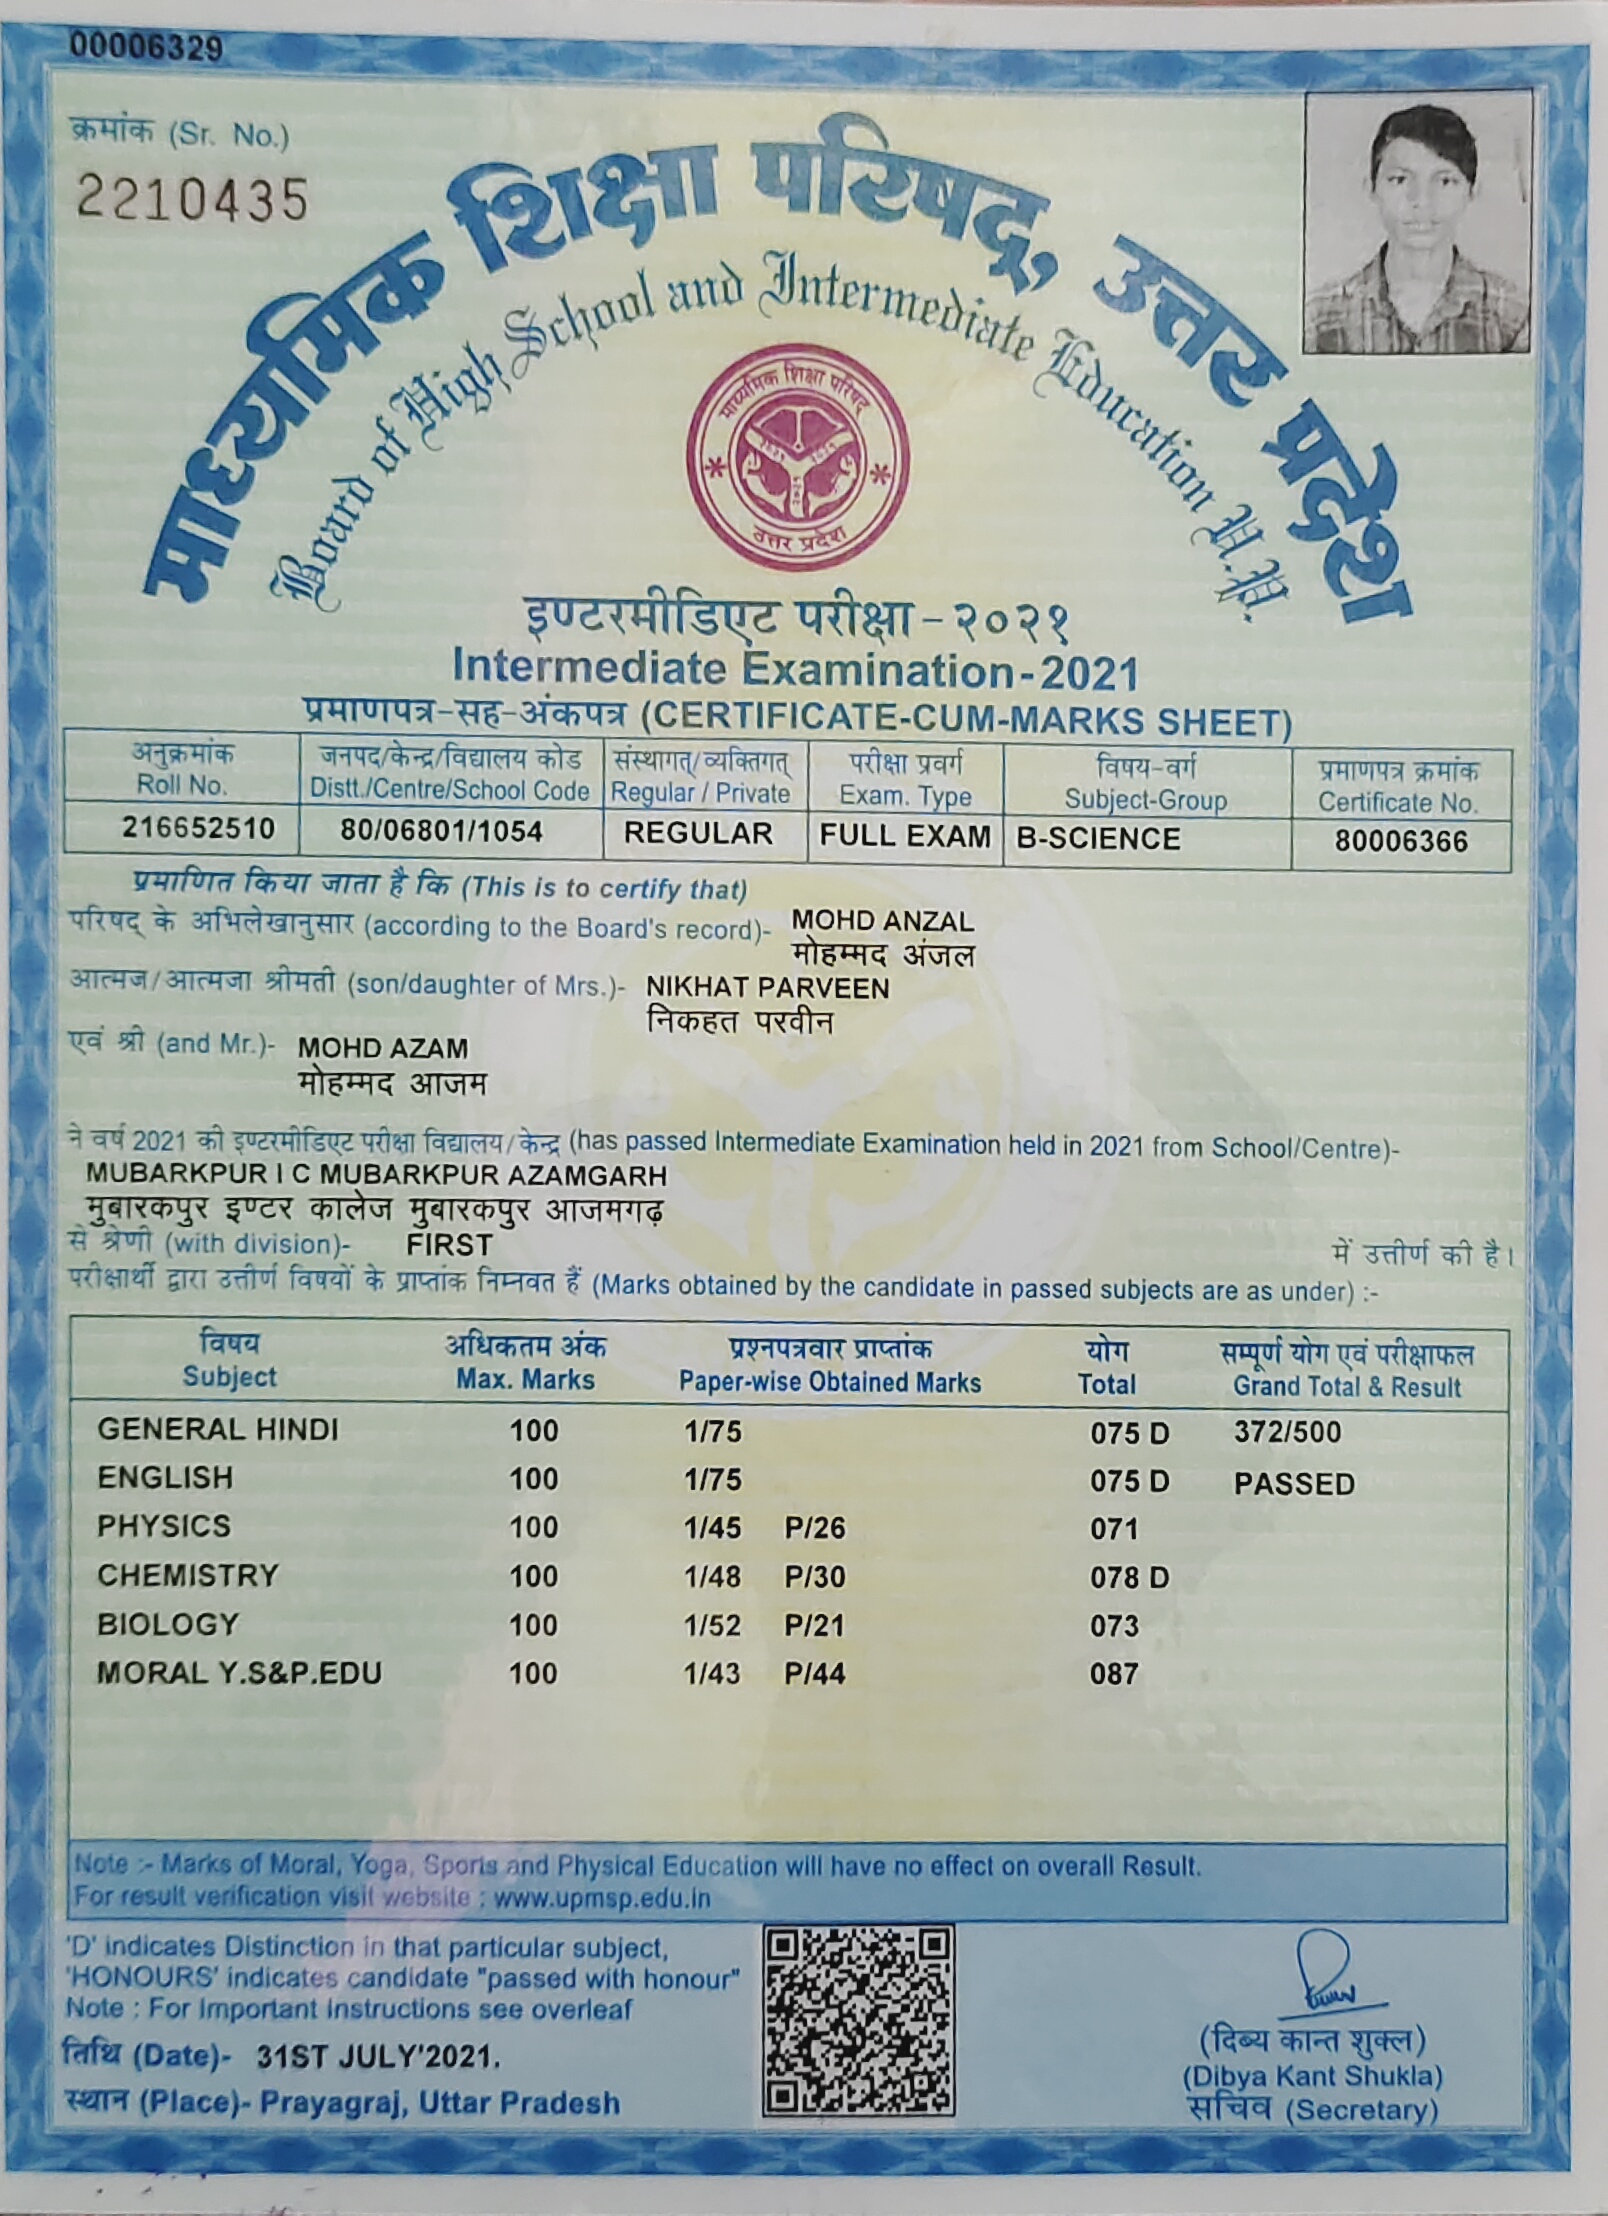 00006329
क्रमांक (Sr. No.)
2210435
माध्यमिक शिक्षा परिषद्, उत्तर प्रदेश
Board of High School and Intermediate Education U.P.
माध्यमिक शिक्षा परिषद
उत्तर प्रदेश
इण्टरमीडिएट परीक्षा - २०२१
Intermediate Examination-2021
प्रमाणपत्र-सह-अंकपत्र (CERTIFICATE-CUM-MARKS SHEET)
अनुक्रमांक जनपद/केन्द्र/विद्यालय कोड संस्थागत्/व्यक्तिगत् परीक्षा प्रवर्ग विषय-वर्ग प्रमाणपत्र क्रमांक
Roll No. Distt./Centre/School Code Regular / Private Exam. Type Subject-Group Certificate No.
216652510 80/06801/1054 REGULAR FULL EXAM B-SCIENCE 80006366
प्रमाणित किया जाता है कि (This is to certify that)
परिषद् के अभिलेखानुसार (according to the Board's record)- MOHD ANZAL
मोहम्मद अंजल
आत्मज/आत्मजा श्रीमती (son/daughter of Mrs.)- NIKHAT PARVEEN
निकहत परवीन
एवं श्री (and Mr.)- MOHD AZAM
मोहम्मद आजम
ने वर्ष 2021 की इण्टरमीडिएट परीक्षा विद्यालय/केन्द्र (has passed Intermediate Examination held in 2021 from School/Centre)-
MUBARKPUR I C MUBARKPUR AZAMGARH
मुबारकपुर इण्टर कालेज मुबारकपुर आजमगढ़
से श्रेणी (with division)- FIRST में उत्तीर्ण की है।
परीक्षार्थी द्वारा उत्तीर्ण विषयों के प्राप्तांक निम्नवत हैं (Marks obtained by the candidate in passed subjects are as under) :-
विषय अधिकतम अंक प्रश्नपत्रवार प्राप्तांक योग सम्पूर्ण योग एवं परीक्षाफल
Subject Max. Marks Paper-wise Obtained Marks Total Grand Total & Result
GENERAL HINDI 100 1/75 075 D 372/500
ENGLISH 100 1/75 075 D PASSED
PHYSICS 100 1/45 P/26 071
CHEMISTRY 100 1/48 P/30 078 D
BIOLOGY 100 1/52 P/21 073
MORAL Y.S&P.EDU 100 1/43 P/44 087
Note :- Marks of Moral, Yoga, Sports and Physical Education will have no effect on overall Result.
For result verification visit website : www.upmsp.edu.in
'D' indicates Distinction in that particular subject,
'HONOURS' indicates candidate "passed with honour"
Note : For Important Instructions see overleaf
तिथि (Date)- 31ST JULY'2021.
स्थान (Place)- Prayagraj, Uttar Pradesh
(दिब्य कान्त शुक्ल)
(Dibya Kant Shukla)
सचिव (Secretary)